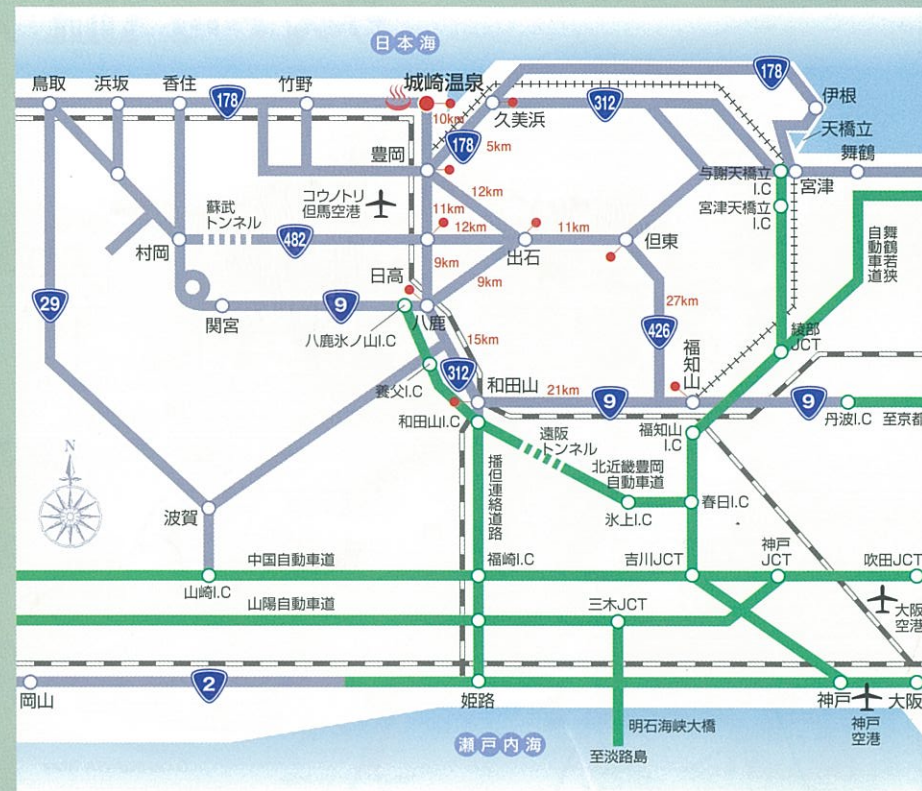 日本海
鳥取
浜坂
香住
178
竹野
城崎温泉
178
312
伊根
久美浜
10km
天橋立
178
5km
舞鶴
豊岡
与謝天橋立
I.C
宮津
コウノトリ
但馬空港
12km
蘇武
トンネル
11km
12km
11km
宮津天橋立
I.C
482
村岡
出石
但東
舞鶴若狭
自動車道
日高
9km
9km
29
9
27km
関宮
八鹿
八鹿氷ノ山I.C
15km
426
綾部
JCT
福知山
312
養父I.C
和田山
21km
9
9
和田山I.C
福知山
I.C
丹波I.C
至京都
N
遠阪
トンネル
播但連絡道路
北近畿豊岡
自動車道
波賀
氷上I.C
春日I.C
中国自動車道
福崎I.C
吉川JCT
神戸
JCT
吹田JCT
山崎I.C
山陽自動車道
三木JCT
大阪
空港
2
岡山
姫路
神戸
大阪
明石海峡大橋
神戸
空港
瀬戸内海
至淡路島